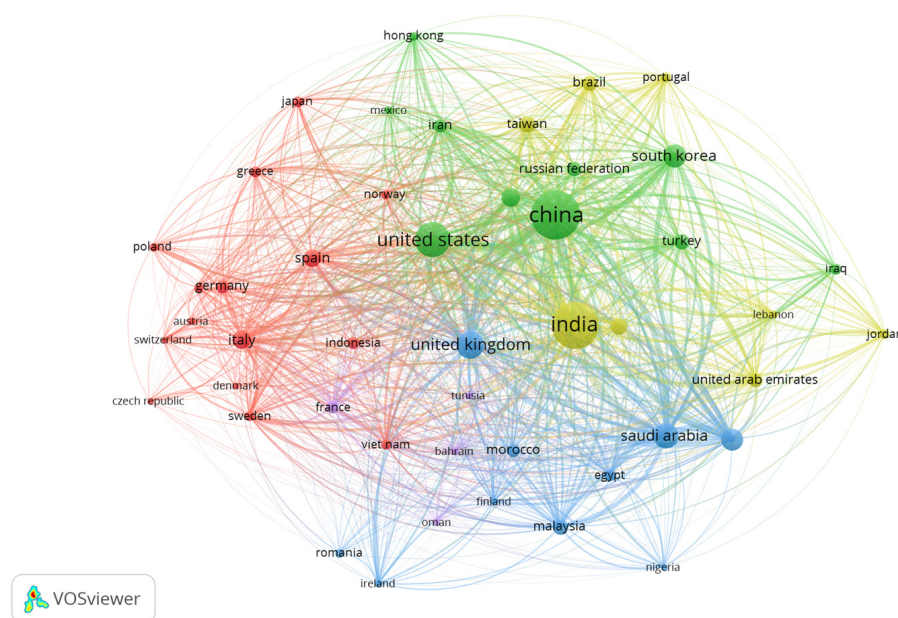 hong kong
brazil
portugal
japan
mexico
iran
taiwan
south korea
russian federation
greece
norway
china
united states
turkey
poland
spain
iraq
germany
austria
india
lebanon
jordan
switzerland
italy
indonesia
united kingdom
united arab emirates
denmark
czech republic
tunisia
france
sweden
saudi arabia
viet nam
bahrain
morocco
egypt
finland
oman
malaysia
romania
nigeria
ireland
VOSviewer